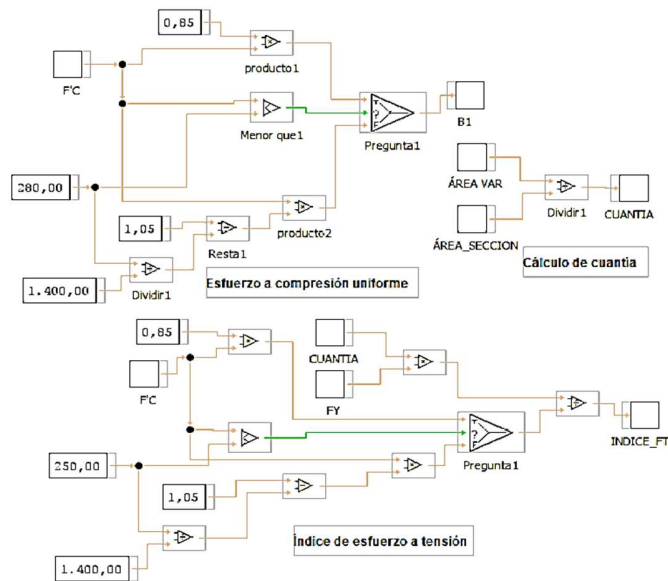 0,85
producto1
F'C
Menor que1
Pregunta1
B1
280,00
1,05
Resta1
producto2
1.400,00
Dividir1
Esfuerzo a compresión uniforme
ÁREA VAR
ÁREA_SECCION
Dividir1
CUANTIA
Cálculo de cuantìa
0,85
F'C
CUANTIA
FY
Pregunta1
INDICE_FT
250,00
1,05
1.400,00
Índice de esfuerzo a tensión